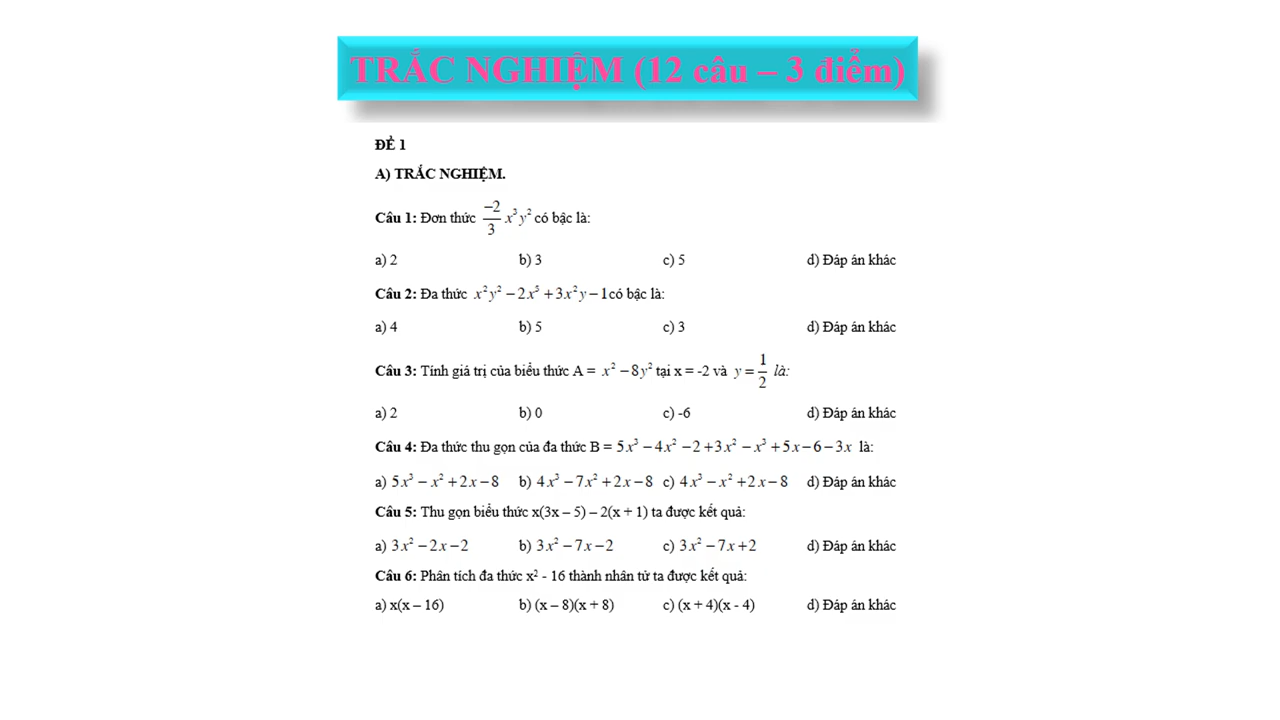 TRẮC NGHIỆM (12 câu – 3 điểm)
ĐỀ 1
A) TRẮC NGHIỆM.
Câu 1: Đơn thức \frac{-2}{3}x³y² có bậc là:
a) 2 b) 3 c) 5 d) Đáp án khác
Câu 2: Đa thức x²y² – 2x⁵ + 3x²y – 1 có bậc là:
a) 4 b) 5 c) 3 d) Đáp án khác
Câu 3: Tính giá trị của biểu thức A = x² – 8y² tại x = -2 và y = \frac{1}{2} là:
a) 2 b) 0 c) -6 d) Đáp án khác
Câu 4: Đa thức thu gọn của đa thức B = 5x³ – 4x² – 2 + 3x² – x³ + 5x – 6 – 3x là:
a) 5x³ – x² + 2x – 8 b) 4x³ – 7x² + 2x – 8 c) 4x³ – x² + 2x – 8 d) Đáp án khác
Câu 5: Thu gọn biểu thức x(3x – 5) – 2(x + 1) ta được kết quả:
a) 3x² – 2x – 2 b) 3x² – 7x – 2 c) 3x² – 7x + 2 d) Đáp án khác
Câu 6: Phân tích đa thức x² - 16 thành nhân tử ta được kết quả:
a) x(x – 16) b) (x – 8)(x + 8) c) (x + 4)(x - 4) d) Đáp án khác